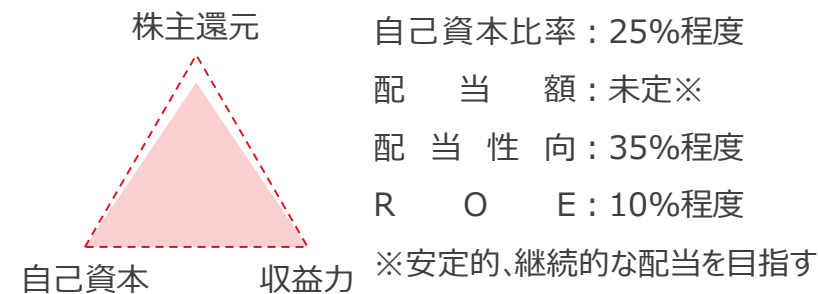 株主還元
自己資本
収益力
自己資本比率：25%程度
配当額：未定※
配当性向：35%程度
ROE：10%程度
※安定的、継続的な配当を目指す